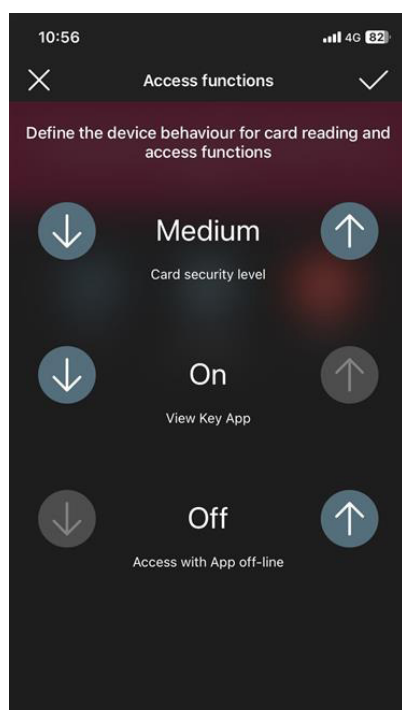 10:56
4G 82
Access functions
Define the device behaviour for card reading and
access functions
Medium
Card security level
On
View Key App
Off
Access with App off-line